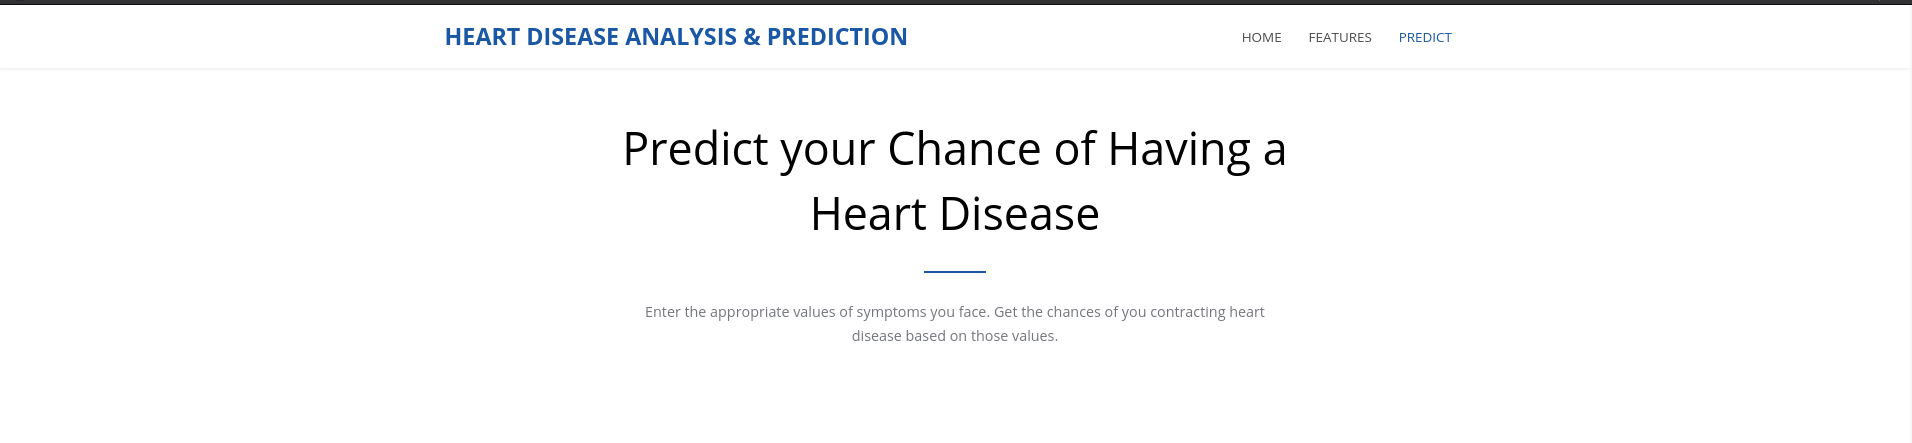 HEART DISEASE ANALYSIS & PREDICTION
HOME FEATURES PREDICT
Predict your Chance of Having a
Heart Disease
Enter the appropriate values of symptoms you face. Get the chances of you contracting heart
disease based on those values.